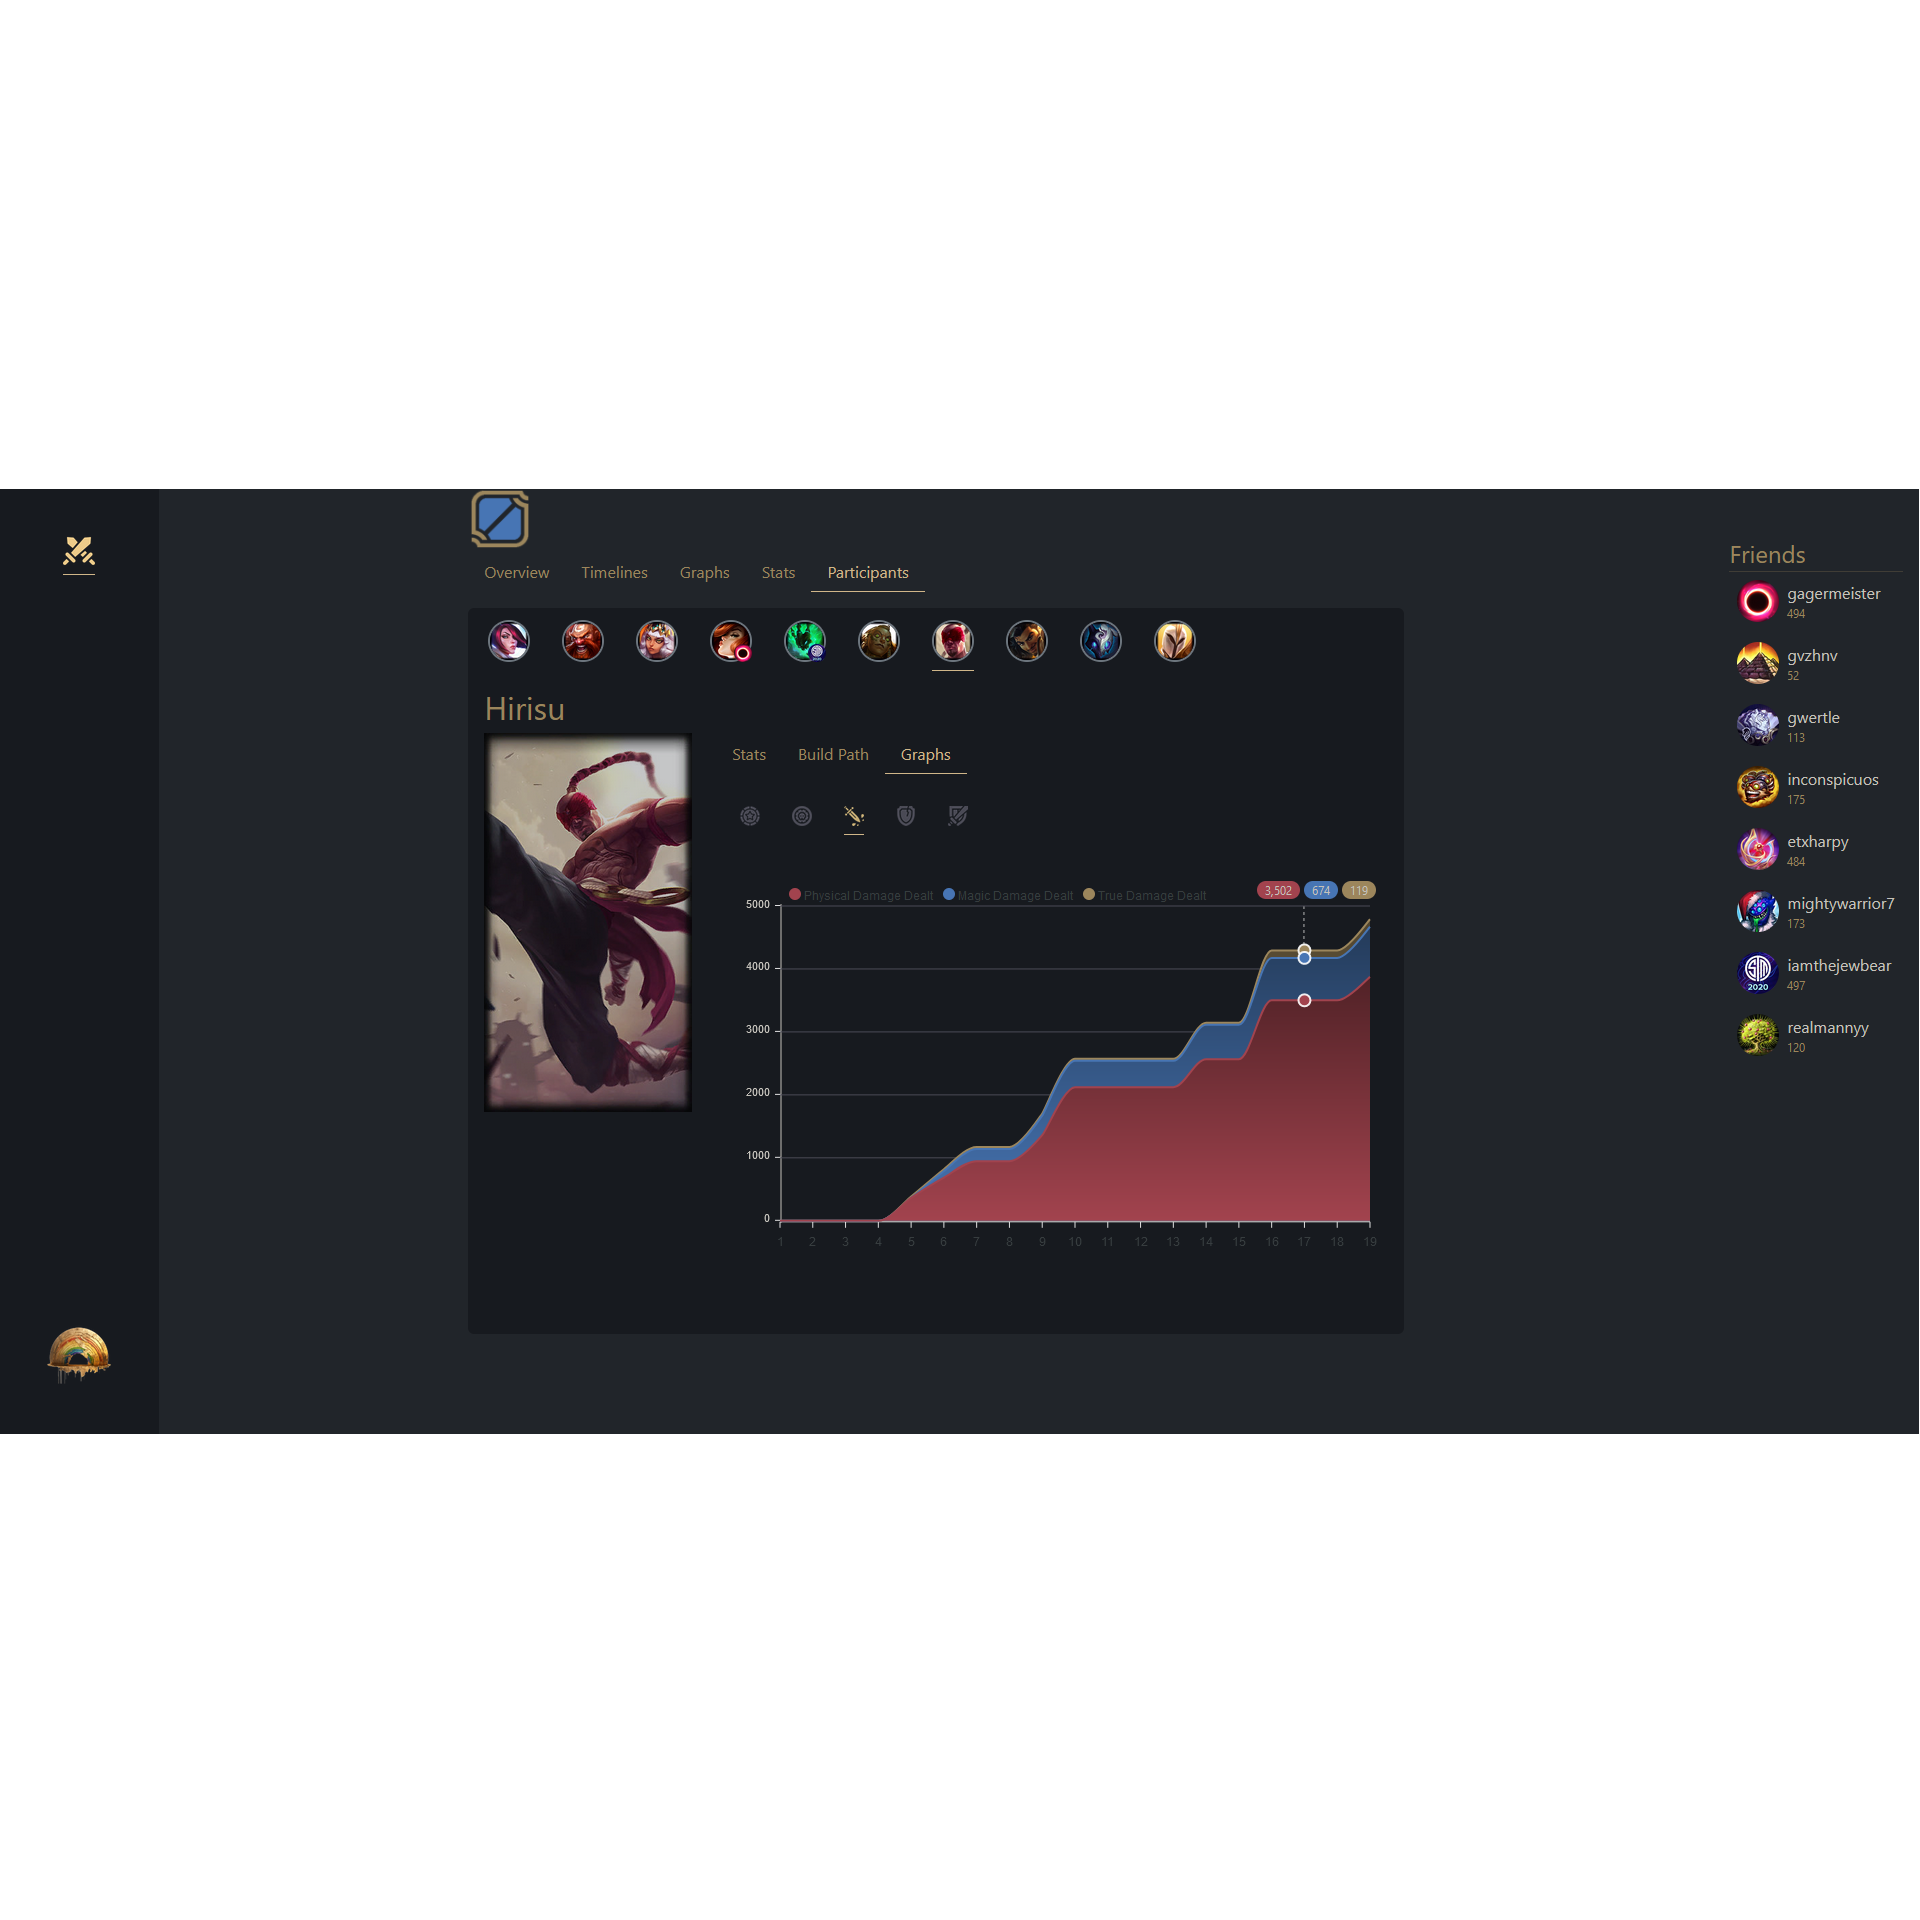 Overview Timelines Graphs Stats Participants
Hirisu
Stats Build Path Graphs
Physical Damage Dealt Magic Damage Dealt True Damage Dealt
3,502 674 119
5000
4000
3000
2000
1000
0
1 2 3 4 5 6 7 8 9 10 11 12 13 14 15 16 17 18 19
Friends
gagermeister
494
gvzhnv
52
gwertle
113
inconspicuos
175
etxharpy
484
mightywarrior7
173
iamthejewbear
497
2020
realmannyy
120